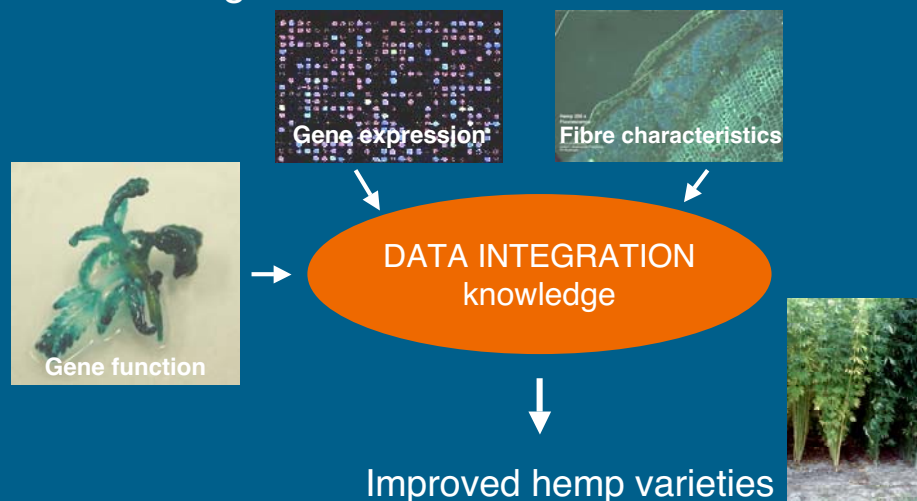 Gene expression
Fibre characteristics
DATA INTEGRATION
knowledge
Gene function
Improved hemp varieties